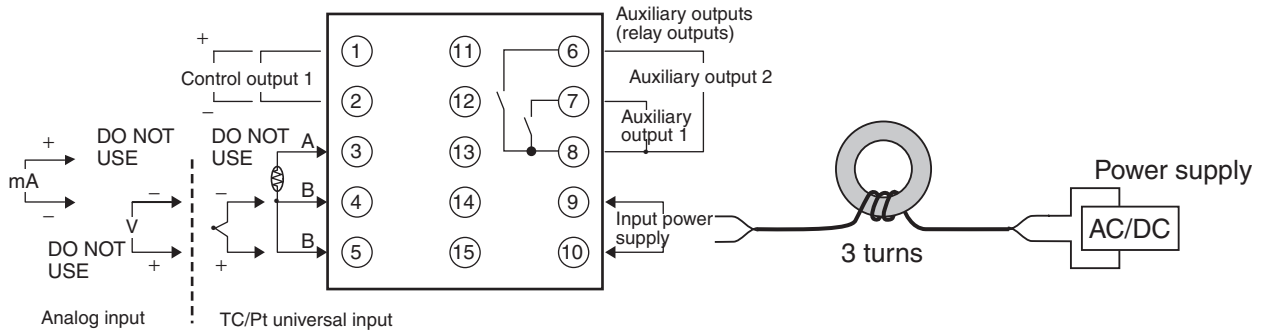 Auxiliary outputs
(relay outputs)
+
1
11
6
Control output 1
Auxiliary output 2
−
2
12
7
Auxiliary
output 1
+
DO NOT
USE
DO NOT
USE
A
3
13
8
mA
−
−
−
B
4
14
9
Input power
supply
Power supply
AC/DC
V
DO NOT
USE
+
+
B
5
15
10
3 turns
Analog input
TC/Pt universal input